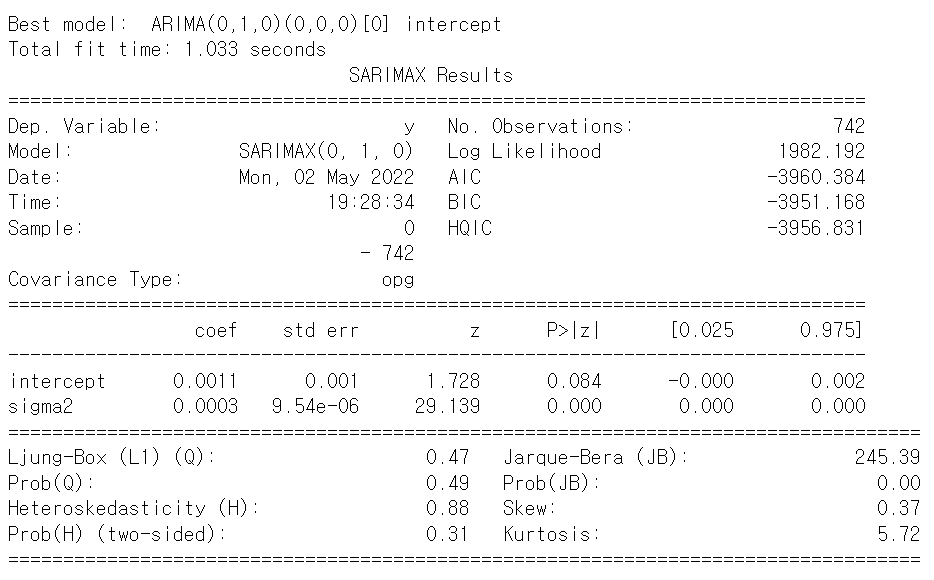 Best model:  ARIMA(0,1,0)(0,0,0)[0] intercept
Total fit time: 1.033 seconds
                               SARIMAX Results
==============================================================================
Dep. Variable:                      y   No. Observations:                  742
Model:               SARIMAX(0, 1, 0)   Log Likelihood                1982.192
Date:                Mon, 02 May 2022   AIC                          -3960.384
Time:                        19:28:34   BIC                          -3951.168
Sample:                             0   HQIC                         -3956.831
                                - 742
Covariance Type:                  opg
==============================================================================
                 coef    std err          z      P>|z|      [0.025      0.975]
------------------------------------------------------------------------------
intercept      0.0011      0.001      1.728      0.084      -0.000       0.002
sigma2         0.0003   9.54e-06     29.139      0.000       0.000       0.000
===================================================================================
Ljung-Box (L1) (Q):                   0.47   Jarque-Bera (JB):               245.39
Prob(Q):                              0.49   Prob(JB):                         0.00
Heteroskedasticity (H):               0.88   Skew:                             0.37
Prob(H) (two-sided):                  0.31   Kurtosis:                         5.72
===================================================================================